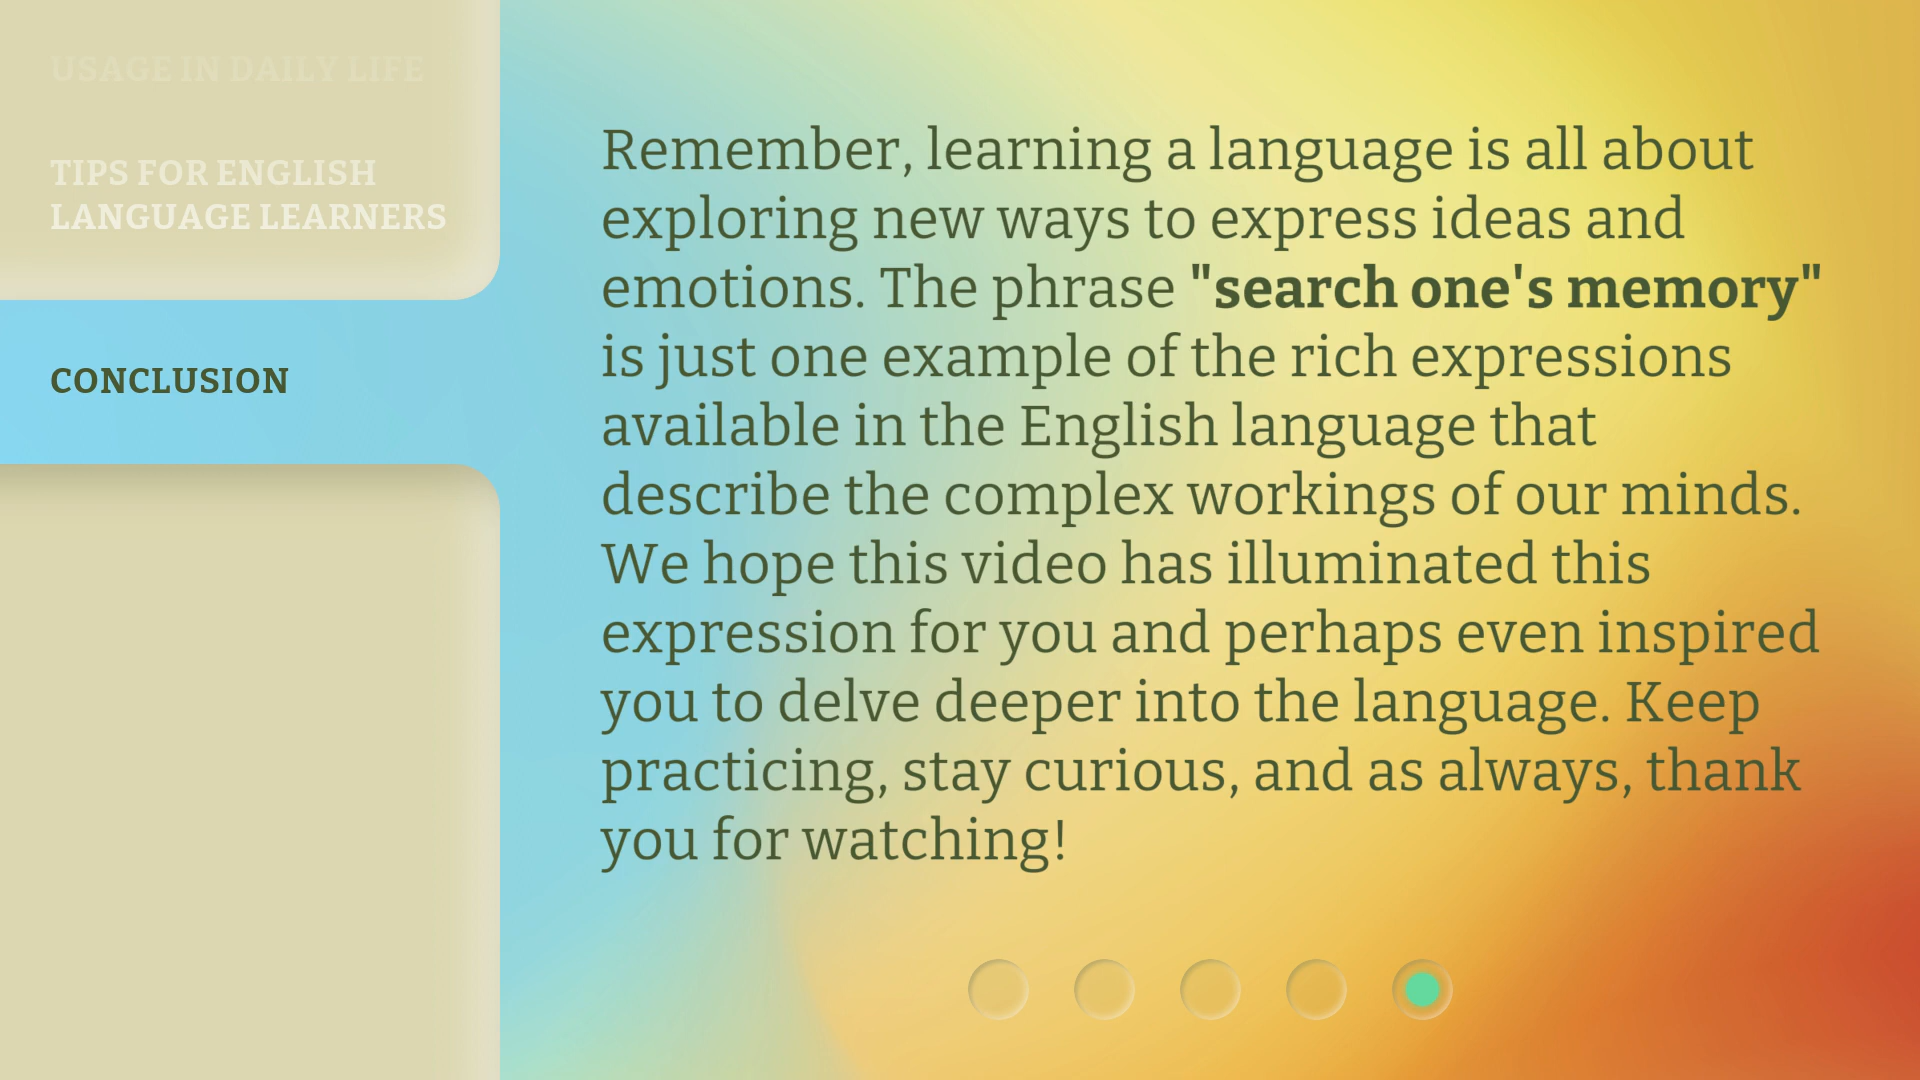 USAGE IN DAILY LIFE
TIPS FOR ENGLISH
LANGUAGE LEARNERS
CONCLUSION
Remember, learning a language is all about
exploring new ways to express ideas and
emotions. The phrase "search one's memory"
is just one example of the rich expressions
available in the English language that
describe the complex workings of our minds.
We hope this video has illuminated this
expression for you and perhaps even inspired
you to delve deeper into the language. Keep
practicing, stay curious, and as always, thank
you for watching!